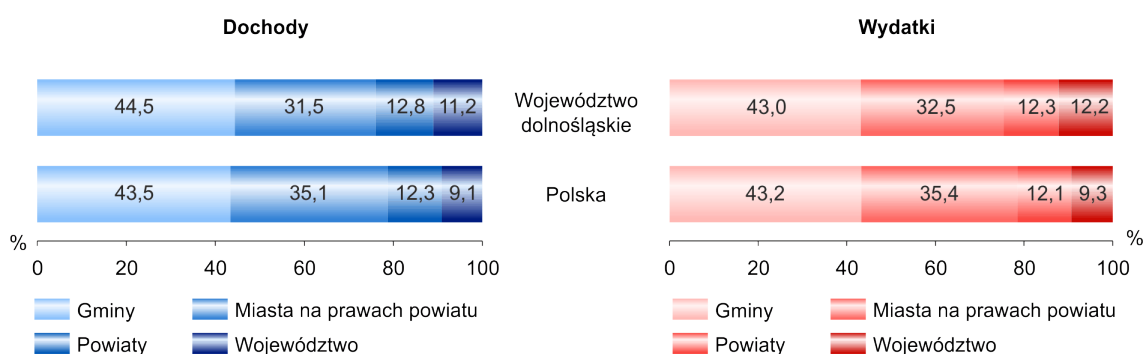 Dochody
Wydatki
44,5 31,5 12,8 11,2
Województwo
dolnośląskie
43,0 32,5 12,3 12,2
43,5 35,1 12,3 9,1
Polska
43,2 35,4 12,1 9,3
%
0 20 40 60 80 100
%
0 20 40 60 80 100
Gminy
Miasta na prawach powiatu
Powiaty
Województwo
Gminy
Miasta na prawach powiatu
Powiaty
Województwo